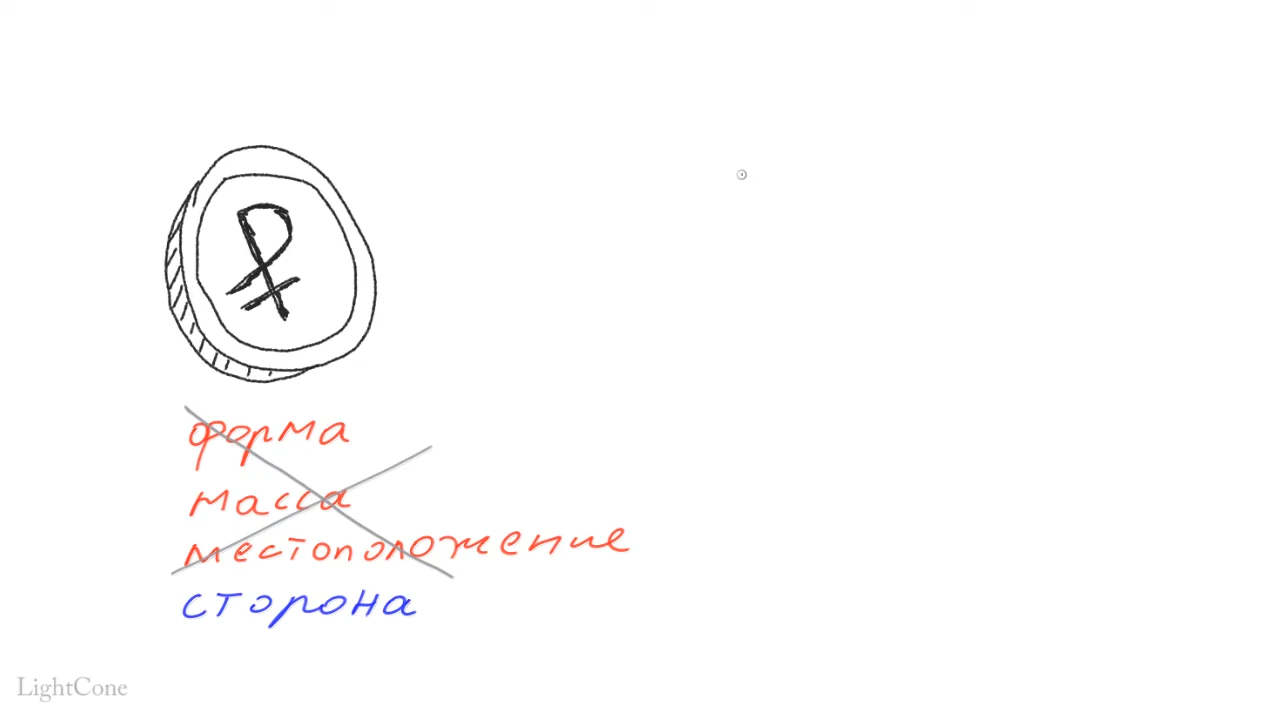 ₽
форма
масса
местоположение
сторона
LightCone